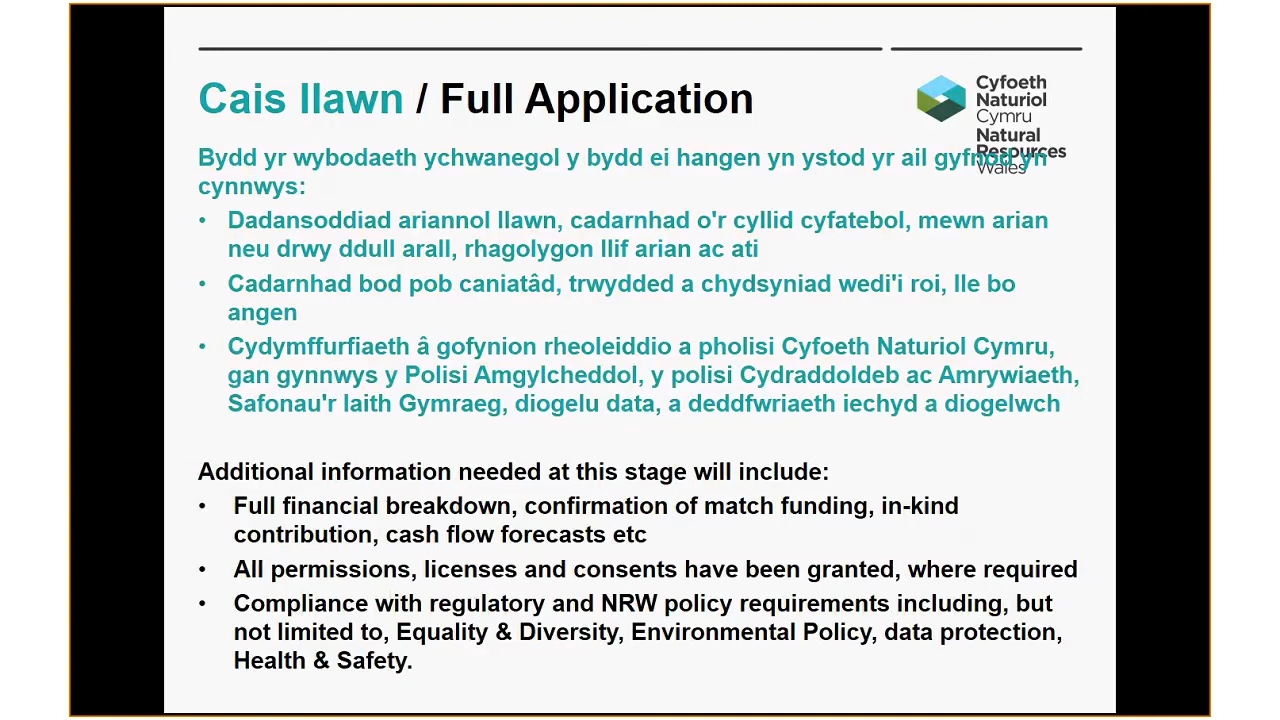 Cais llawn / Full Application
Cyfoeth
Naturiol
Cymru
Natural
Resources
Wales
Bydd yr wybodaeth ychwanegol y bydd ei hangen yn ystod yr ail gyfnod yn
cynnwys:
• Dadansoddiad ariannol llawn, cadarnhad o'r cyllid cyfatebol, mewn arian
neu drwy ddull arall, rhagolygon llif arian ac ati
• Cadarnhad bod pob caniatâd, trwydded a chydsyniad wedi'i roi, lle bo
angen
• Cydymffurfiaeth â gofynion rheoleiddio a pholisi Cyfoeth Naturiol Cymru,
gan gynnwys y Polisi Amgylcheddol, y polisi Cydraddoldeb ac Amrywiaeth,
Safonau'r Iaith Gymraeg, diogelu data, a deddfwriaeth iechyd a diogelwch
Additional information needed at this stage will include:
• Full financial breakdown, confirmation of match funding, in-kind
contribution, cash flow forecasts etc
• All permissions, licenses and consents have been granted, where required
• Compliance with regulatory and NRW policy requirements including, but
not limited to, Equality & Diversity, Environmental Policy, data protection,
Health & Safety.